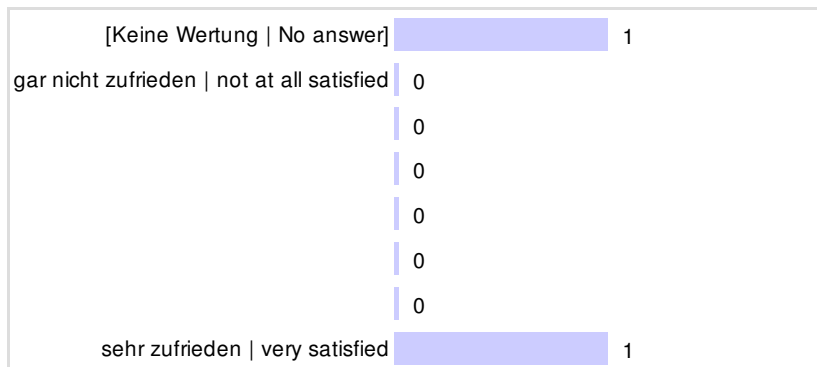 [Keine Wertung | No answer] 1
gar nicht zufrieden | not at all satisfied 0
0
0
0
0
0
sehr zufrieden | very satisfied 1